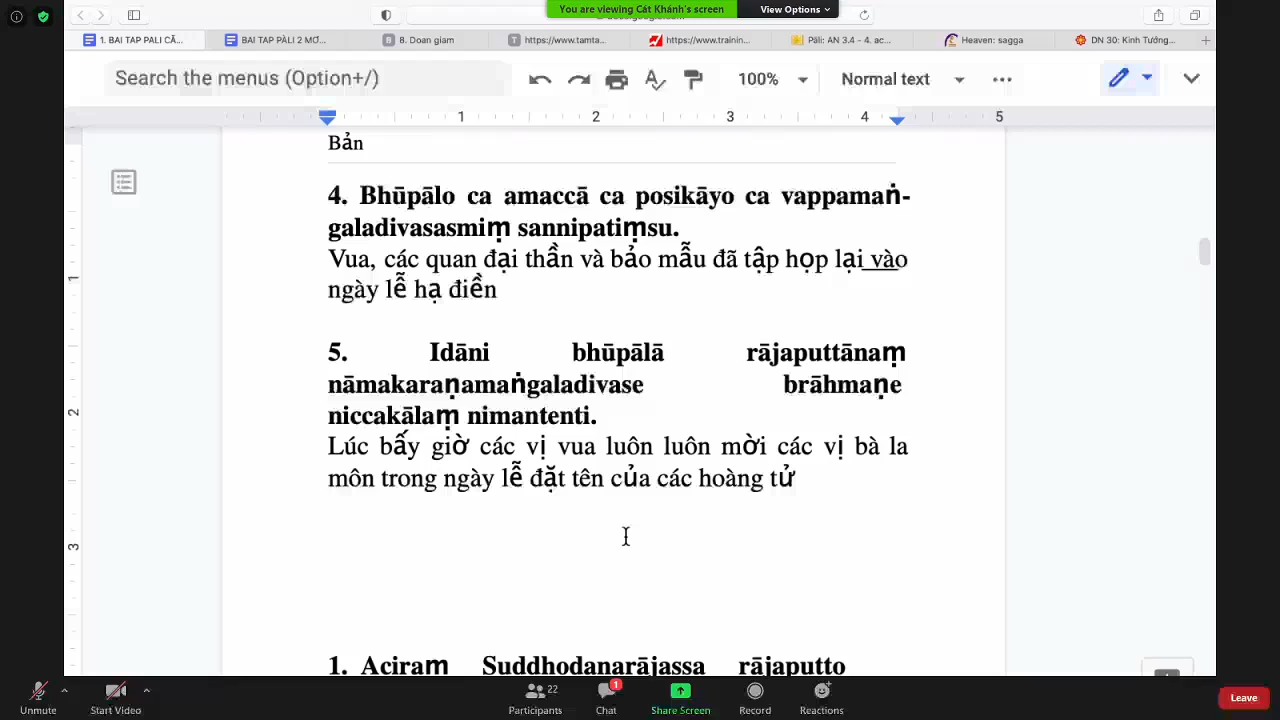 You are viewing Cát Khánh's screen
View Options
1. BAI TAP PALI CĂ...
BAI TAP PÀLI 2 MƠ...
8. Doan giam
https://www.tamta...
https://www.trainin...
Pāli: AN 3.4 - 4. ac...
Heaven: sagga
DN 30: Kinh Tướng...
Search the menus (Option+/)
100%
Normal text
1 2 3 4 5
Bản
4. Bhūpālo ca amaccā ca posikāyo ca vappamaṅ-
galadivasasmiṃ sannipatiṃsu.
Vua, các quan đại thần và bảo mẫu đã tập họp lại vào
ngày lễ hạ điền
5. Idāni bhūpālā rājaputtānaṃ
nāmakaraṇamaṅgaladivase brāhmaṇe
niccakālaṃ nimantenti.
Lúc bấy giờ các vị vua luôn luôn mời các vị bà la
môn trong ngày lễ đặt tên của các hoàng tử
1. Aciraṃ Suddhodanarājassa rājaputto
1
2
3
Unmute
Start Video
22
Participants
1
Chat
Share Screen
Record
Reactions
Leave